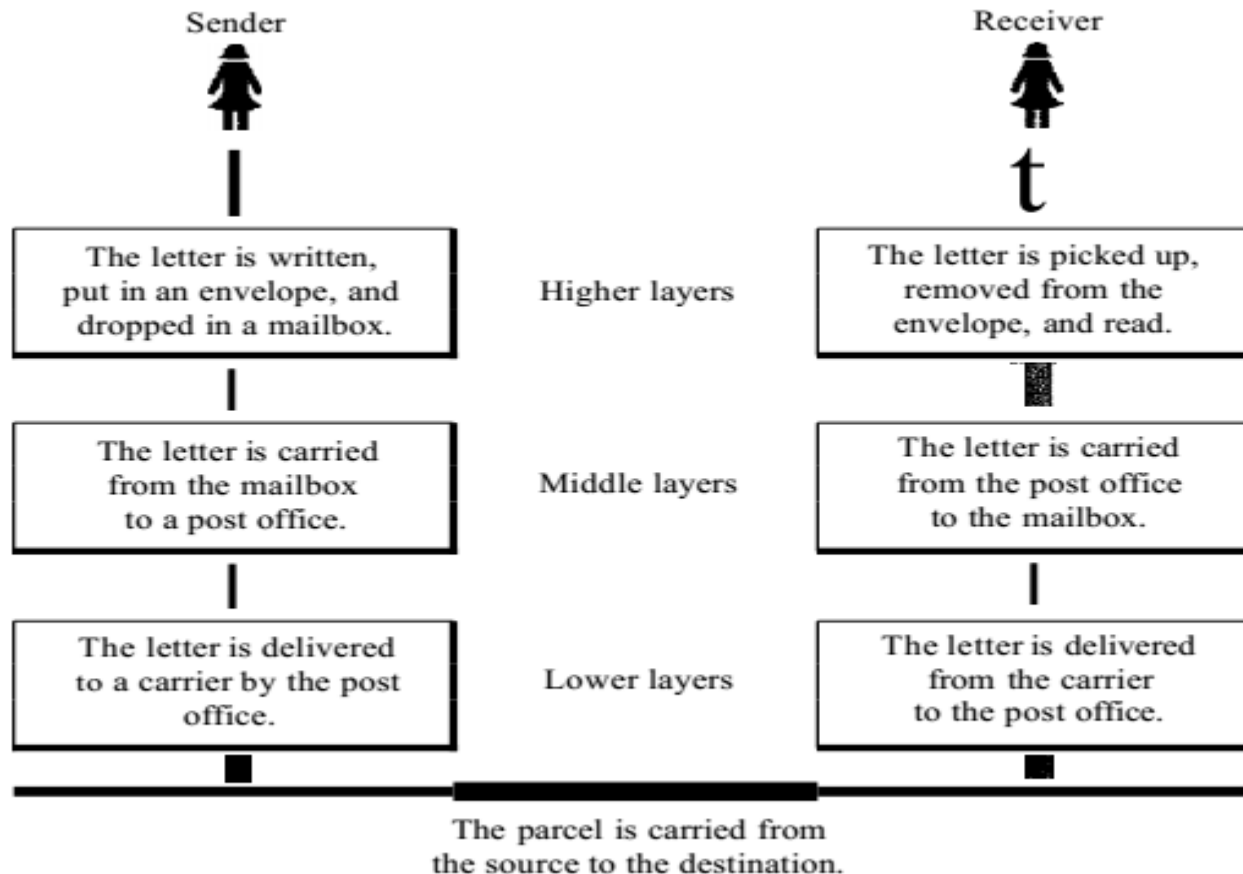 Sender
Receiver
t
The letter is written,
put in an envelope, and
dropped in a mailbox.
Higher layers
The letter is picked up,
removed from the
envelope, and read.
The letter is carried
from the mailbox
to a post office.
Middle layers
The letter is carried
from the post office
to the mailbox.
The letter is delivered
to a carrier by the post
office.
Lower layers
The letter is delivered
from the carrier
to the post office.
The parcel is carried from
the source to the destination.